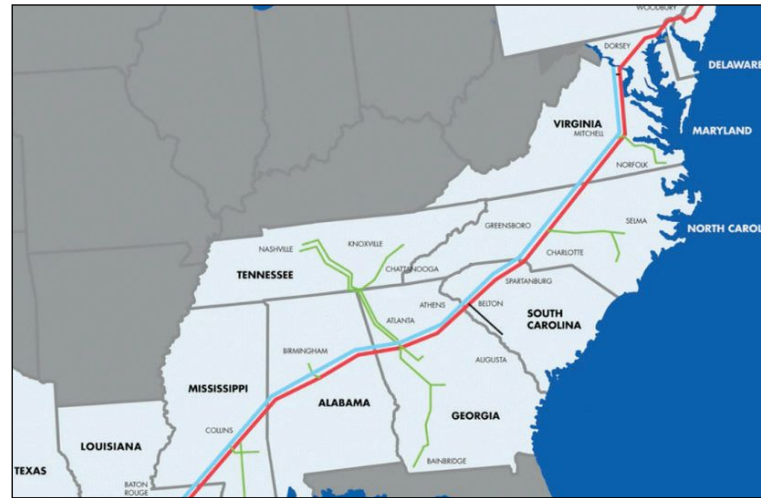 WOODBURY
DORSEY
DELAWARE
VIRGINIA
MITCHELL
MARYLAND
NORFOLK
SELMA
GREENSBORO
NORTH CAROL
NASHVILLE
KNOXVILLE
CHARLOTTE
TENNESSEE
CHATTANOOGA
SPARTANBURG
ATHENS
BELTON
SOUTH
CAROLINA
ATLANTA
BIRMINGHAM
AUGUSTA
MISSISSIPPI
ALABAMA
GEORGIA
COLLINS
LOUISIANA
BAINBRIDGE
TEXAS
BATON
ROUGE